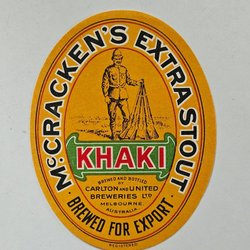 McCRACKEN'S EXTRA STOUT
KHAKI
BREWED AND BOTTLED
BY
CARLTON AND UNITED
BREWERIES LTD
MELBOURNE,
AUSTRALIA
· BREWED FOR EXPORT ·
REGISTERED